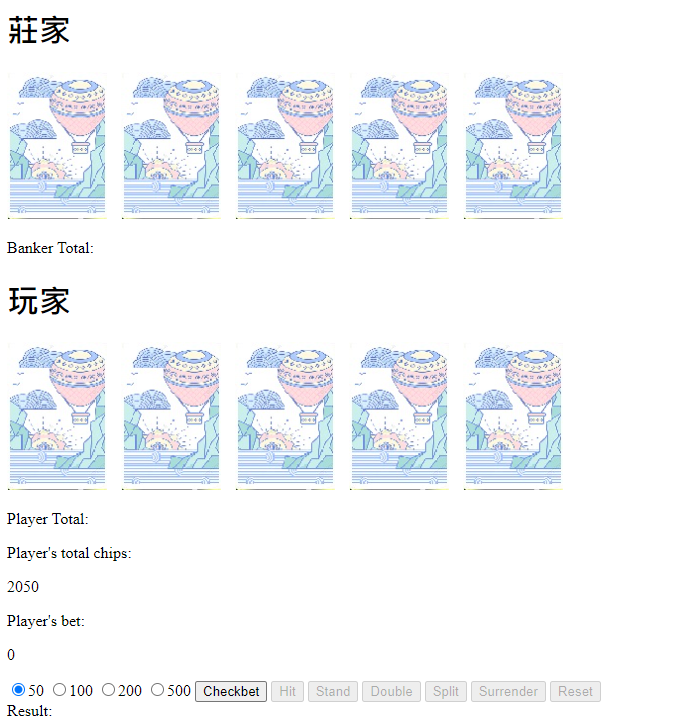 莊家
Banker Total:
玩家
Player Total:
Player's total chips:
2050
Player's bet:
0
50 100 200 500 Checkbet Hit Stand Double Split Surrender Reset
Result: